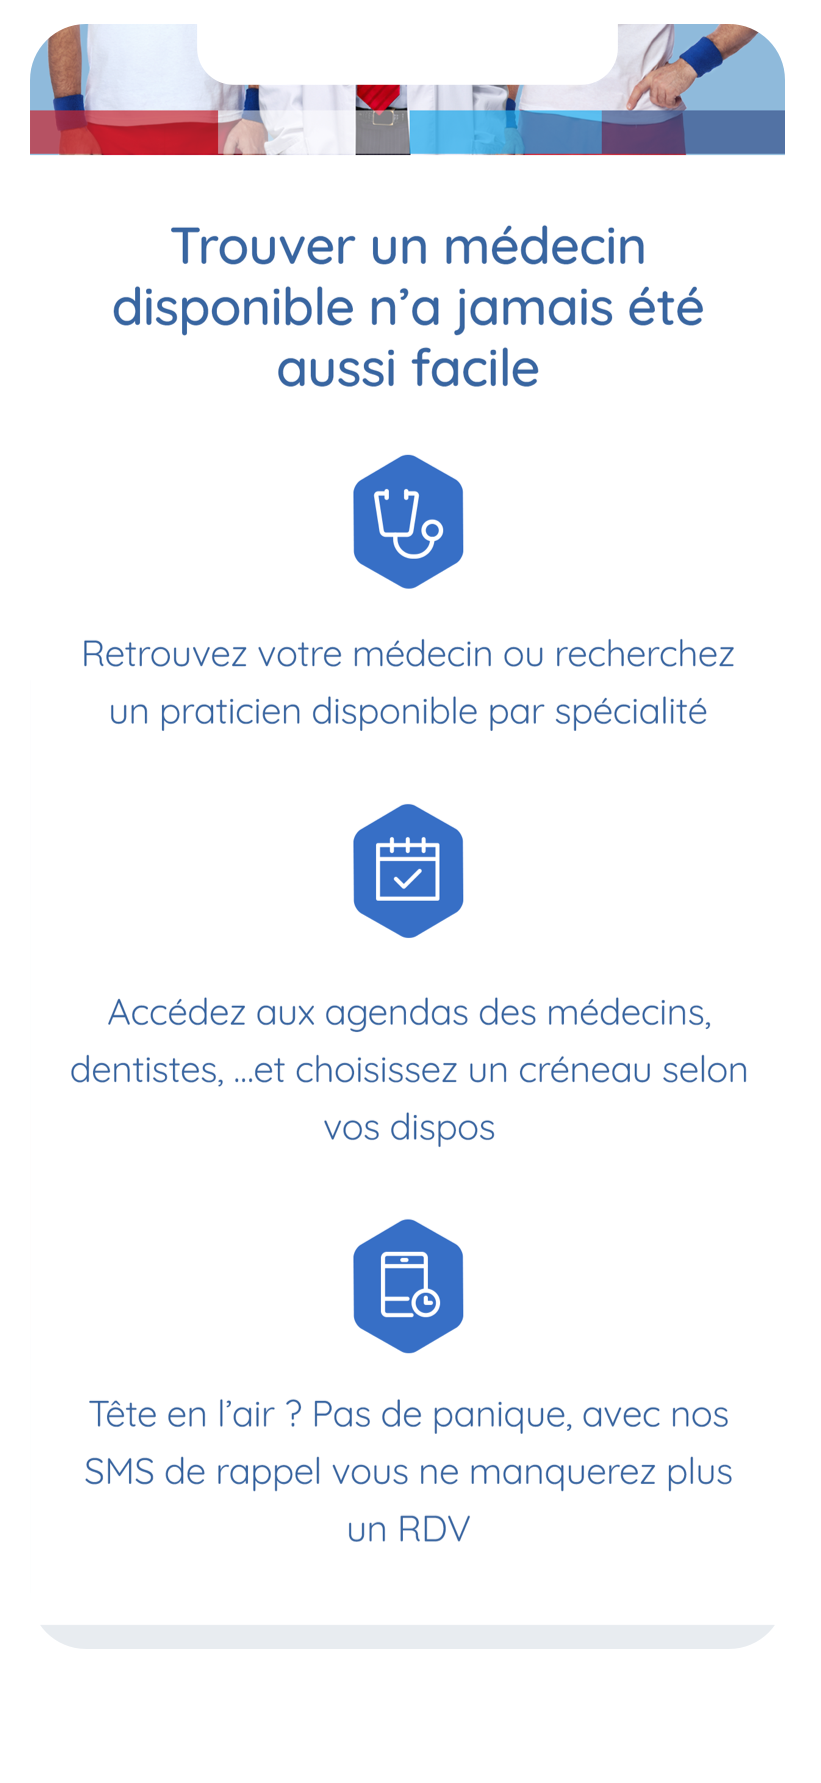 Trouver un médecin
disponible n’a jamais été
aussi facile
Retrouvez votre médecin ou recherchez
un praticien disponible par spécialité
Accédez aux agendas des médecins,
dentistes, ...et choisissez un créneau selon
vos dispos
Tête en l’air ? Pas de panique, avec nos
SMS de rappel vous ne manquerez plus
un RDV